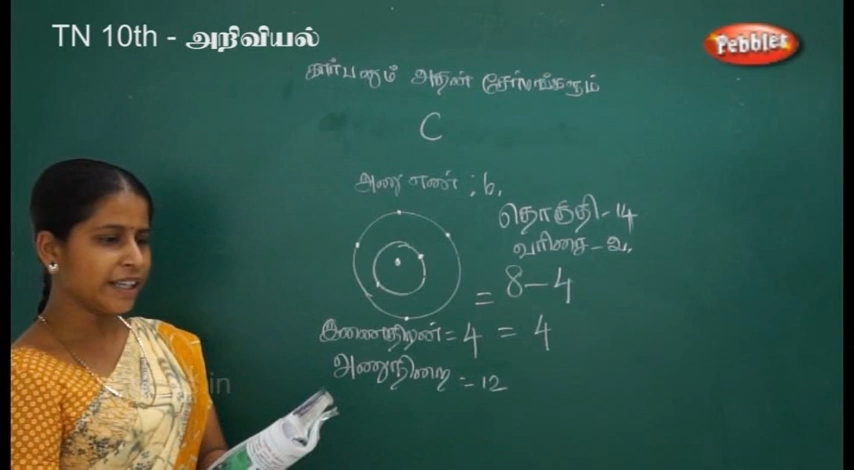 TN 10th - அறிவியல்
Pebbles
கார்பனும் அதன் சேர்மங்களும்
C
அணு எண் : 6.
தொகுதி - 14
வரிசை - 2.
= 8 - 4
இணைதிறன் = 4 = 4
அணுநிறை = 12
in